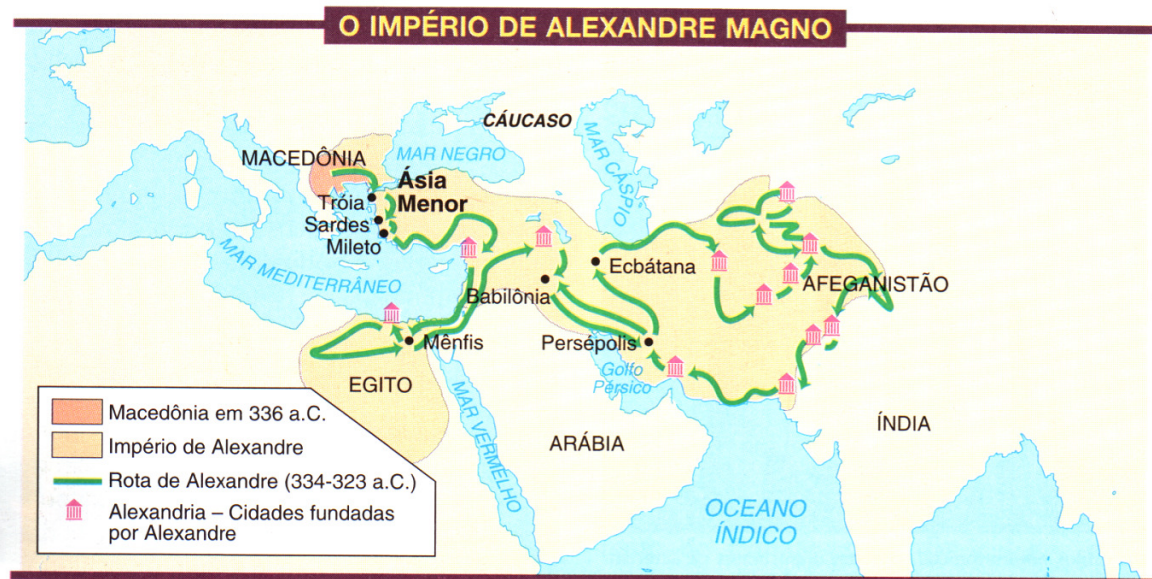 O IMPÉRIO DE ALEXANDRE MAGNO
CÁUCASO
MACEDÔNIA
MAR NEGRO
MAR CÁSPIO
Ásia
Menor
Tróia
Sardes
Mileto
MAR MEDITERRÂNEO
Ecbátana
AFEGANISTÃO
Babilônia
Mênfis
Persépolis
Golfo
Pérsico
EGITO
MAR VERMELHO
ARÁBIA
ÍNDIA
OCEANO
ÍNDICO
Macedônia em 336 a.C.
Império de Alexandre
Rota de Alexandre (334-323 a.C.)
Alexandria – Cidades fundadas
por Alexandre